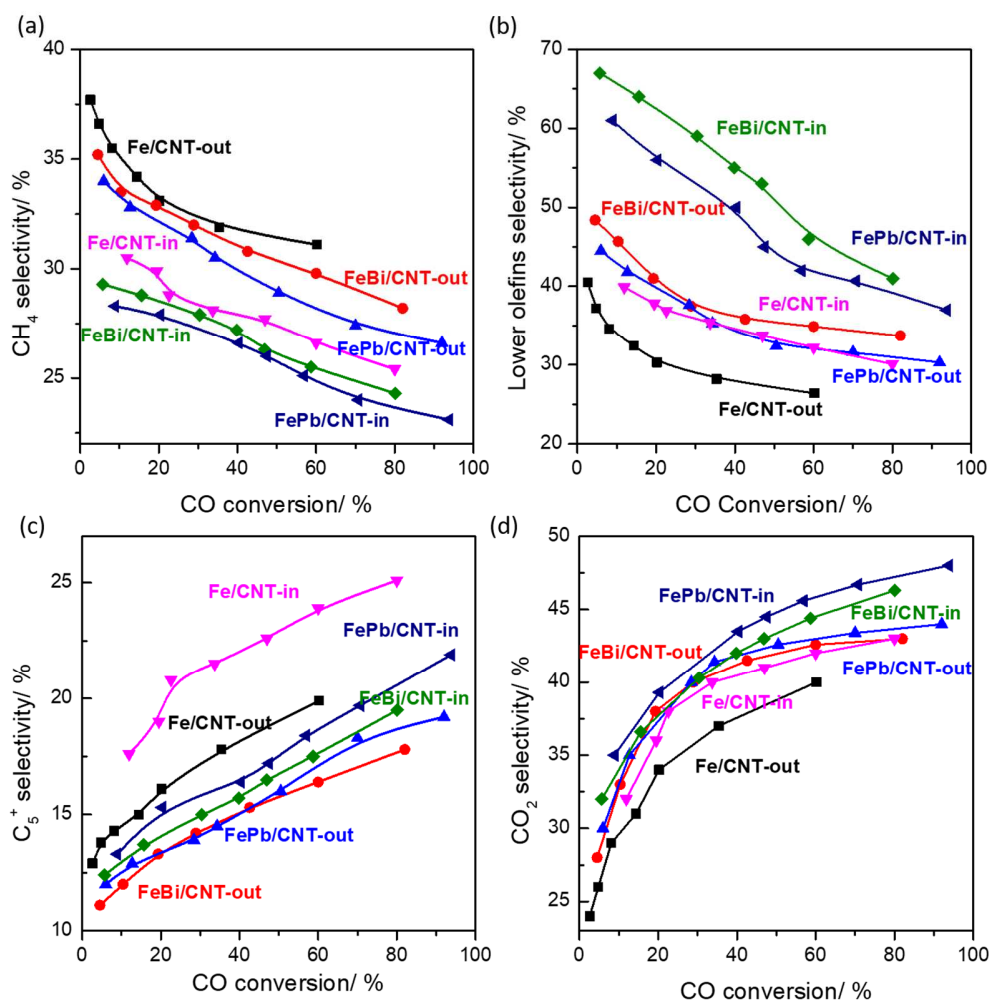 (a)
40
35
30
25
CH₄ selectivity/ %
Fe/CNT-out
Fe/CNT-in
FeBi/CNT-out
FePb/CNT-out
FeBi/CNT-in
FePb/CNT-in
0 20 40 60 80 100
CO conversion/ %
(b)
70
60
50
40
30
20
Lower olefins selectivity/ %
FeBi/CNT-in
FeBi/CNT-out
FePb/CNT-in
Fe/CNT-in
FePb/CNT-out
Fe/CNT-out
0 20 40 60 80 100
CO Conversion/ %
(c)
25
20
15
10
C₅⁺ selectivity/ %
Fe/CNT-in
FePb/CNT-in
Fe/CNT-out
FeBi/CNT-in
FePb/CNT-out
FeBi/CNT-out
0 20 40 60 80 100
CO conversion/ %
(d)
50
45
40
35
30
25
CO₂ selectivity/ %
FePb/CNT-in
FeBi/CNT-in
FeBi/CNT-out
FePb/CNT-out
Fe/CNT-in
Fe/CNT-out
0 20 40 60 80 100
CO conversion/ %